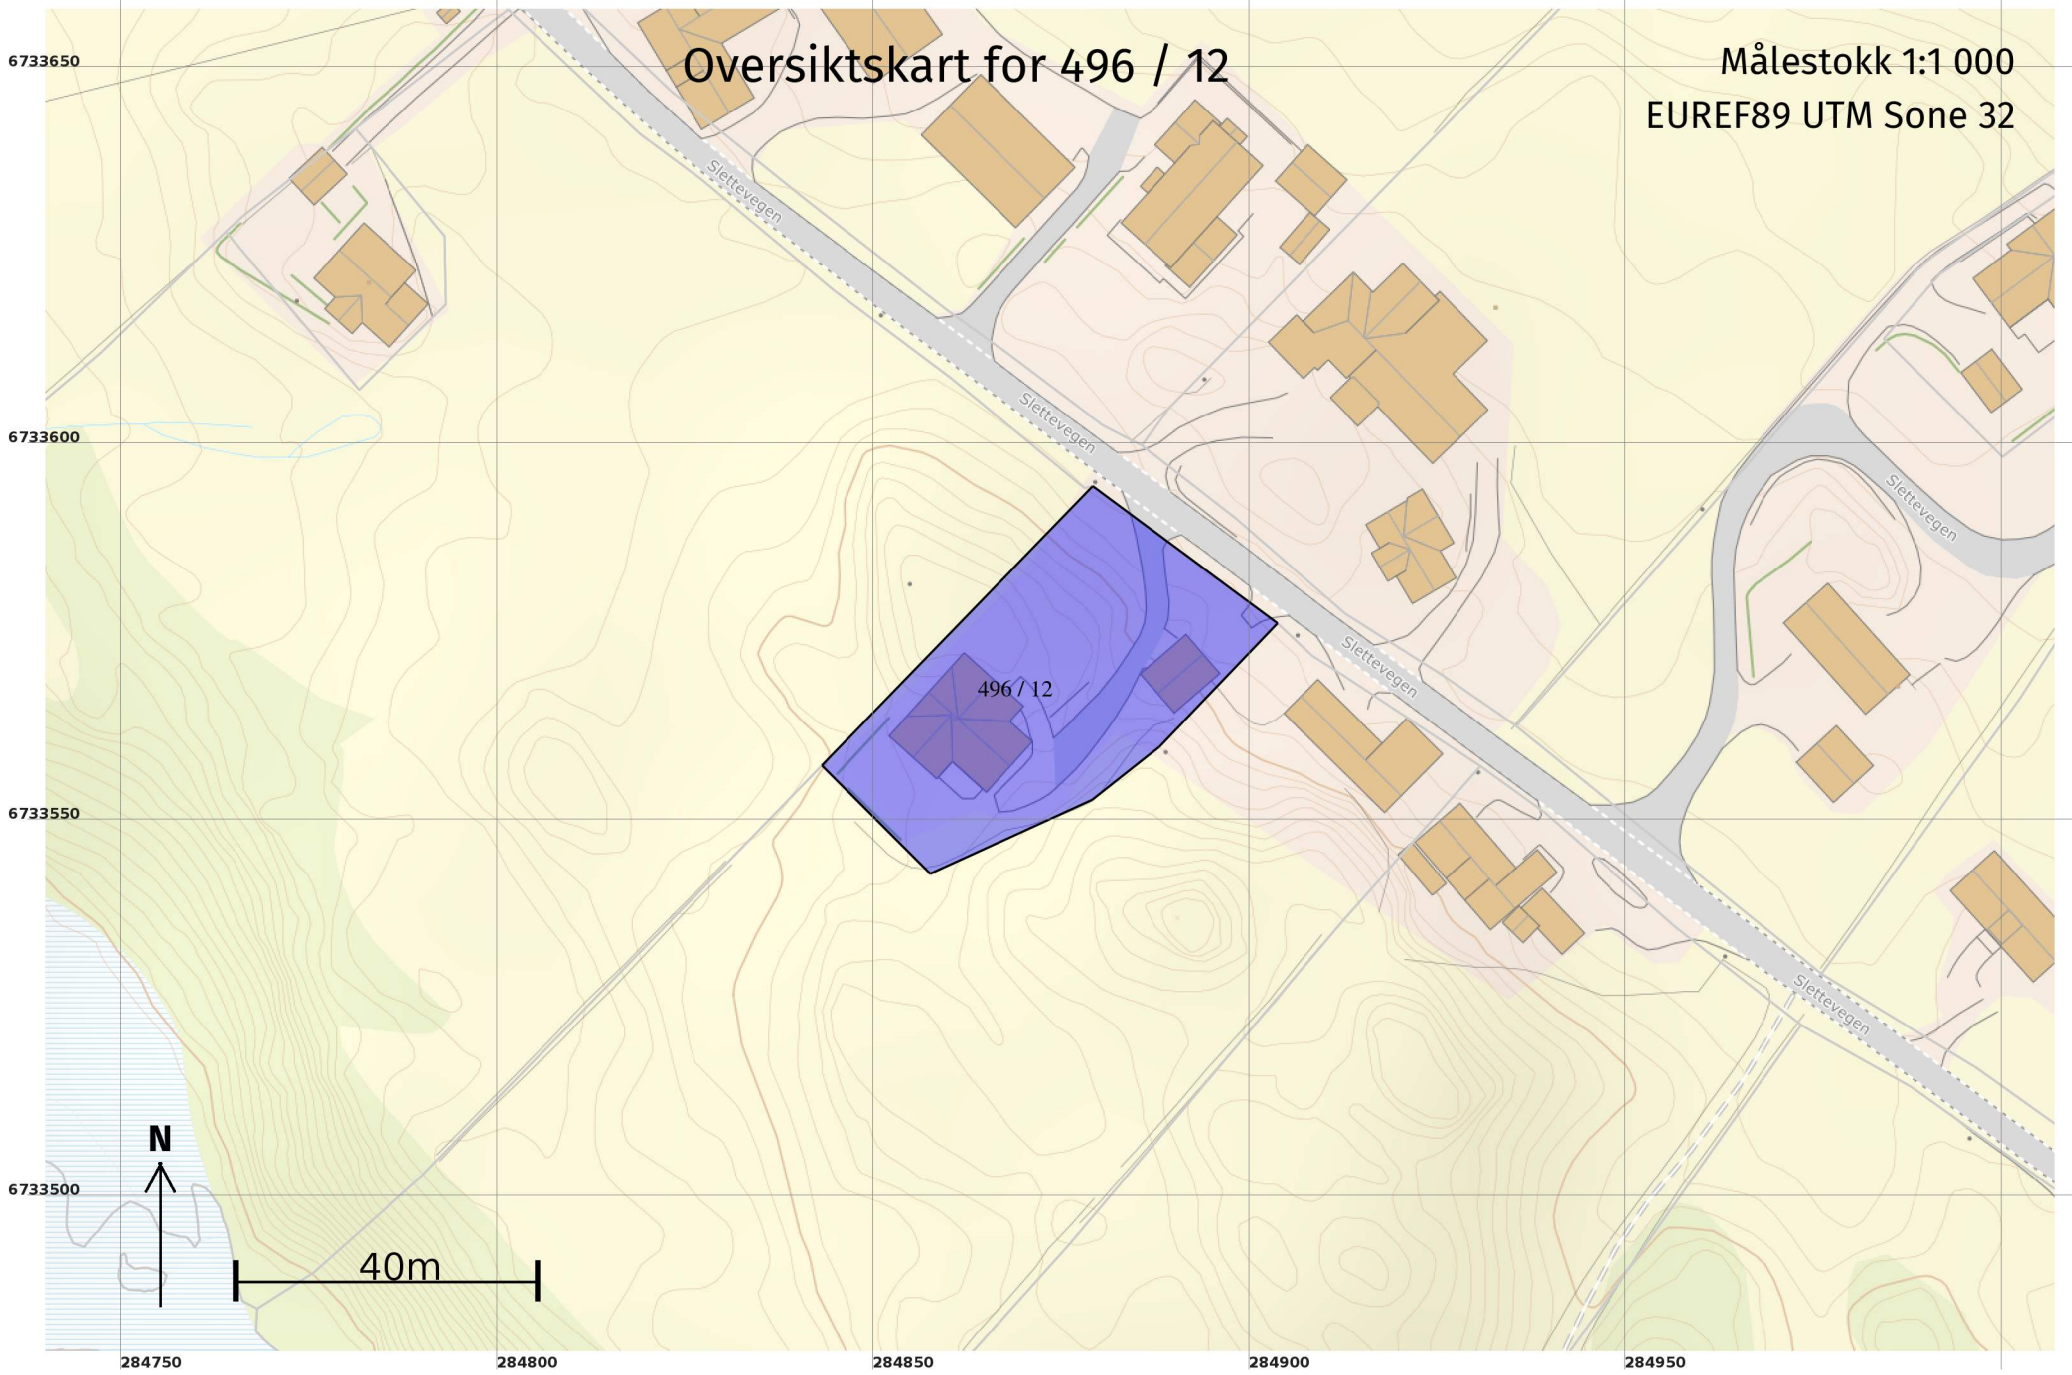 Oversiktskart for 496 / 12
Målestokk 1:1 000
EUREF89 UTM Sone 32
6733650
6733600
6733550
6733500
Slettevegen
Slettevegen
Slettevegen
Slettevegen
Slettevegen
496 / 12
N
40m
284750
284800
284850
284900
284950